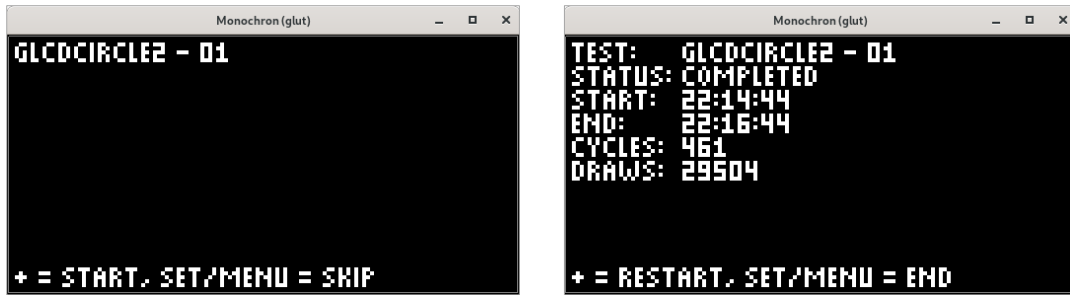 Monochron (glut)
GLCDCIRCLE2 - 01
+ = START, SET/MENU = SKIP
Monochron (glut)
TEST: GLCDCIRCLE2 - 01
STATUS: COMPLETED
START: 22:14:44
END: 22:16:44
CYCLES: 461
DRAWS: 29504
+ = RESTART, SET/MENU = END